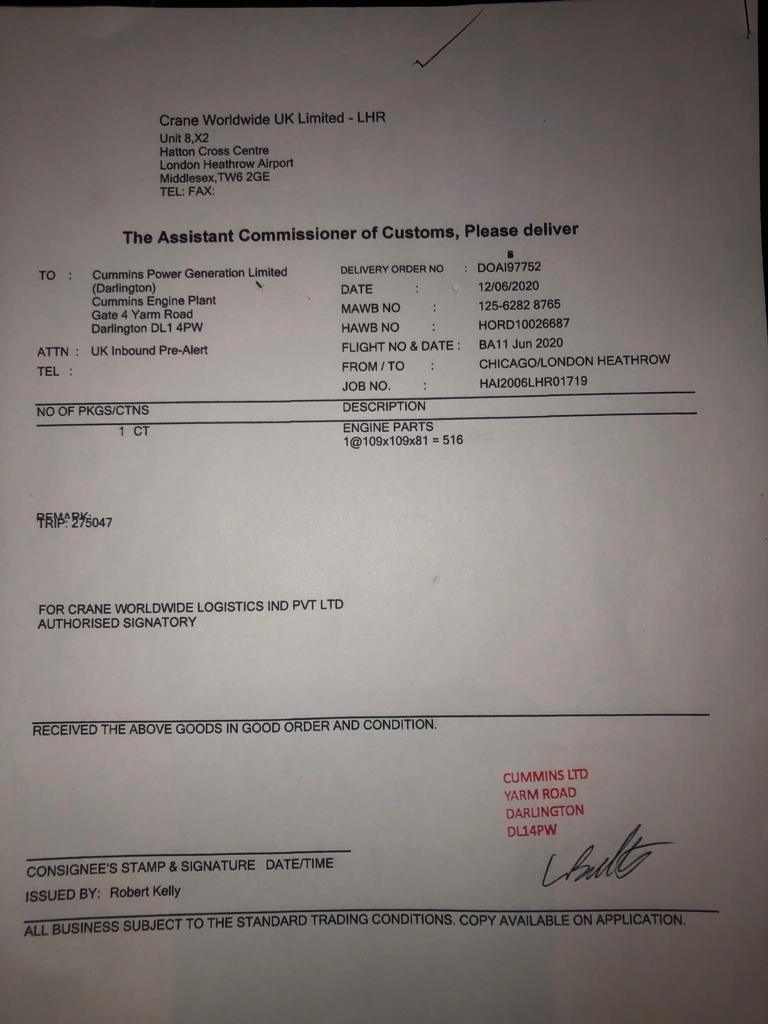 Crane Worldwide UK Limited - LHR
Unit 8,X2
Hatton Cross Centre
London Heathrow Airport
Middlesex,TW6 2GE
TEL: FAX:
The Assistant Commissioner of Customs, Please deliver
TO : Cummins Power Generation Limited
(Darlington)
Cummins Engine Plant
Gate 4 Yarm Road
Darlington DL1 4PW
ATTN : UK Inbound Pre-Alert
TEL :
DELIVERY ORDER NO : DOAI97752
DATE : 12/06/2020
MAWB NO : 125-6282 8765
HAWB NO : HORD10026687
FLIGHT NO & DATE : BA11 Jun 2020
FROM / TO : CHICAGO/LONDON HEATHROW
JOB NO. : HAI2006LHR01719
NO OF PKGS/CTNS DESCRIPTION
1 CT ENGINE PARTS
1@109x109x81 = 516
REMARK:
TRIP: 275047
FOR CRANE WORLDWIDE LOGISTICS IND PVT LTD
AUTHORISED SIGNATORY
RECEIVED THE ABOVE GOODS IN GOOD ORDER AND CONDITION.
CUMMINS LTD
YARM ROAD
DARLINGTON
DL14PW
CONSIGNEE'S STAMP & SIGNATURE DATE/TIME
ISSUED BY: Robert Kelly
ALL BUSINESS SUBJECT TO THE STANDARD TRADING CONDITIONS. COPY AVAILABLE ON APPLICATION.